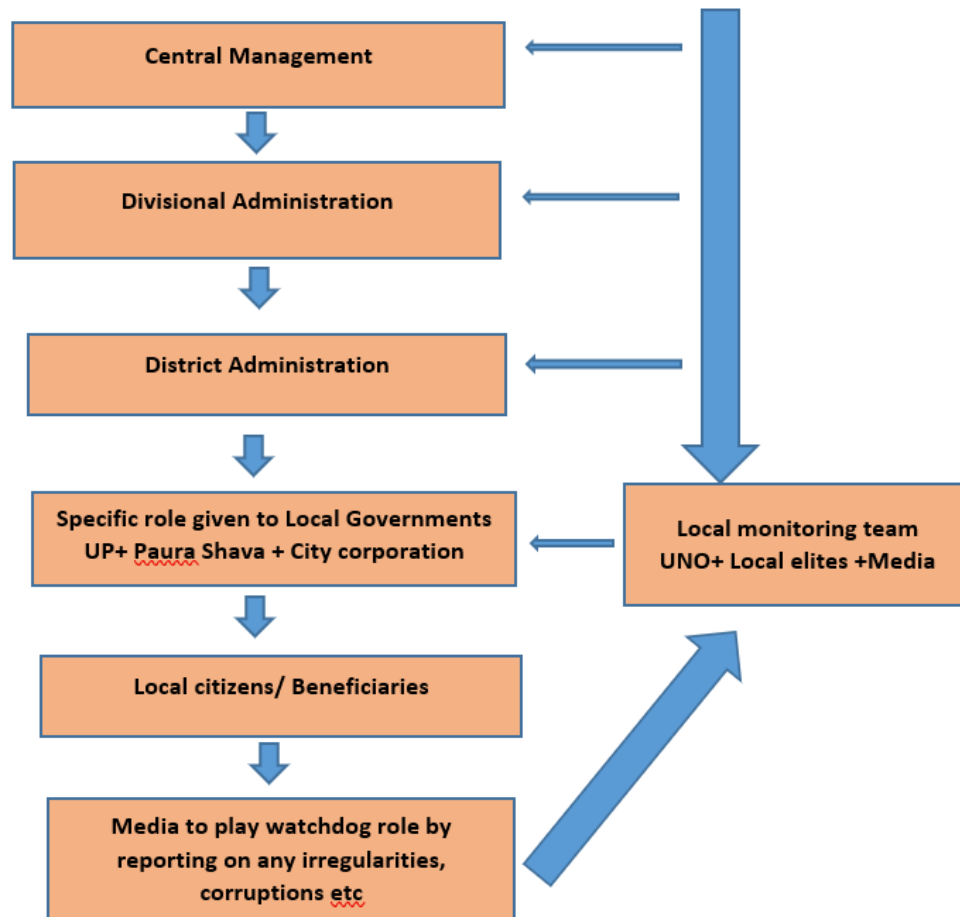 Central Management
Divisional Administration
District Administration
Specific role given to Local Governments
UP+ Paura Shava + City corporation
Local monitoring team
UNO+ Local elites +Media
Local citizens/ Beneficiaries
Media to play watchdog role by
reporting on any irregularities,
corruptions etc